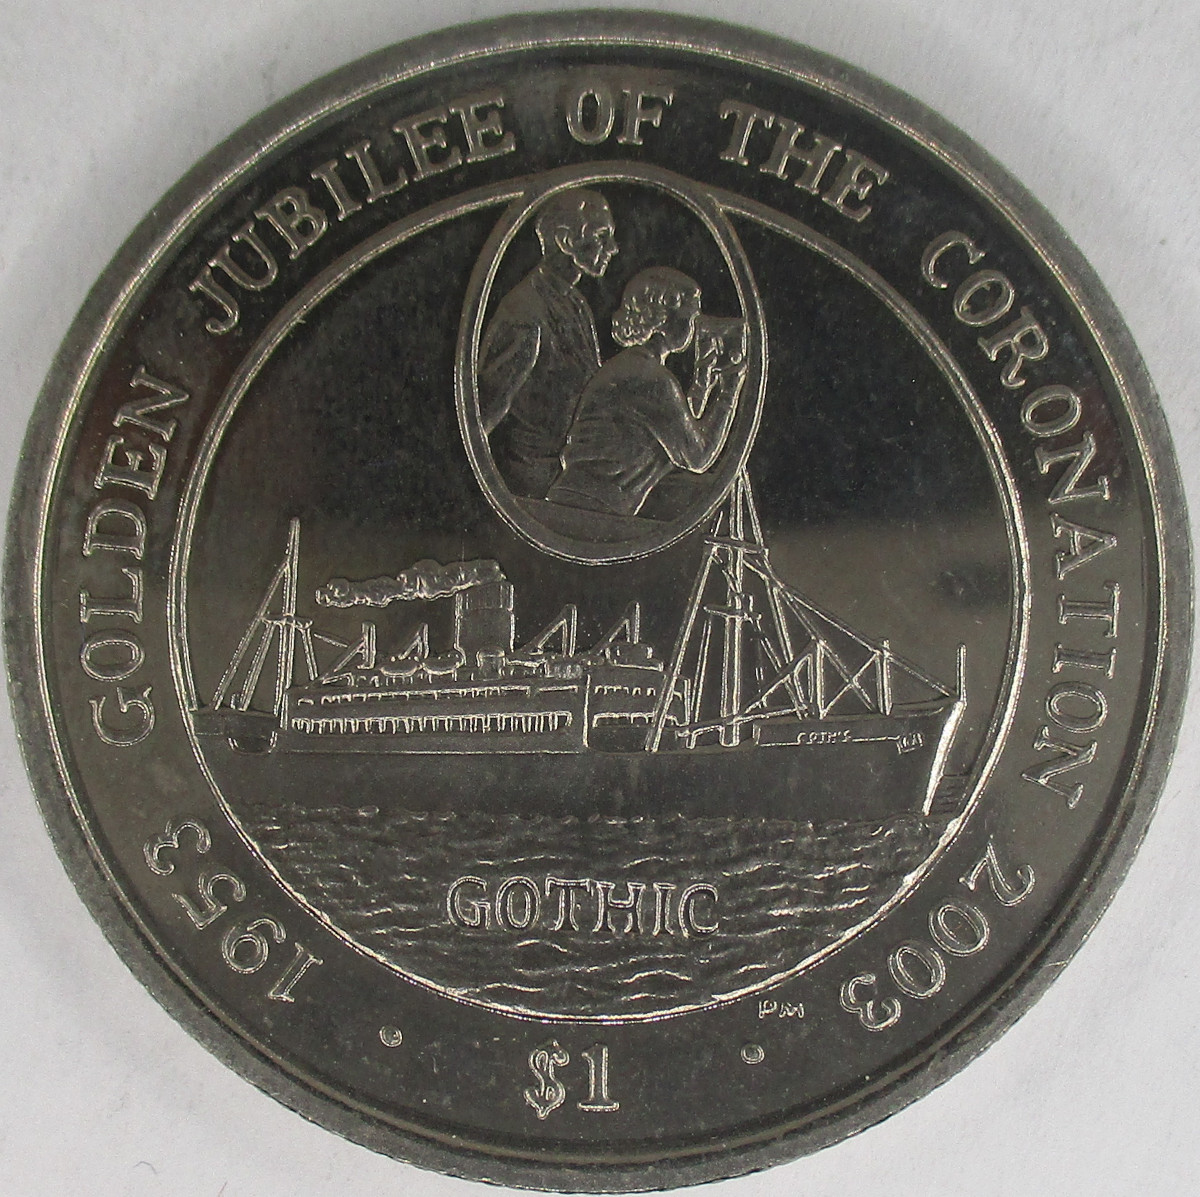 1953 GOLDEN JUBILEE OF THE CORONATION 2003
GOTHIC
PM
• $1 •